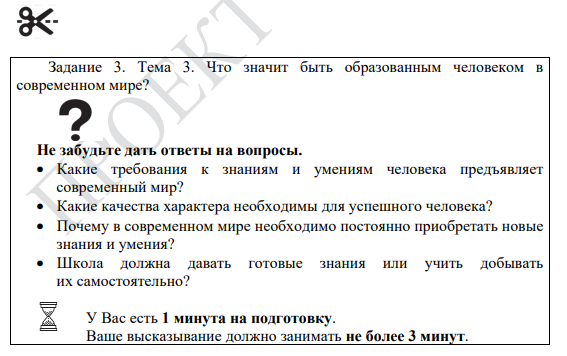 Задание 3. Тема 3. Что значит быть образованным человеком в
современном мире?
?
Не забудьте дать ответы на вопросы.
• Какие требования к знаниям и умениям человека предъявляет
современный мир?
• Какие качества характера необходимы для успешного человека?
• Почему в современном мире необходимо постоянно приобретать новые
знания и умения?
• Школа должна давать готовые знания или учить добывать
их самостоятельно?
У Вас есть 1 минута на подготовку.
Ваше высказывание должно занимать не более 3 минут.
ПРОЕКТ